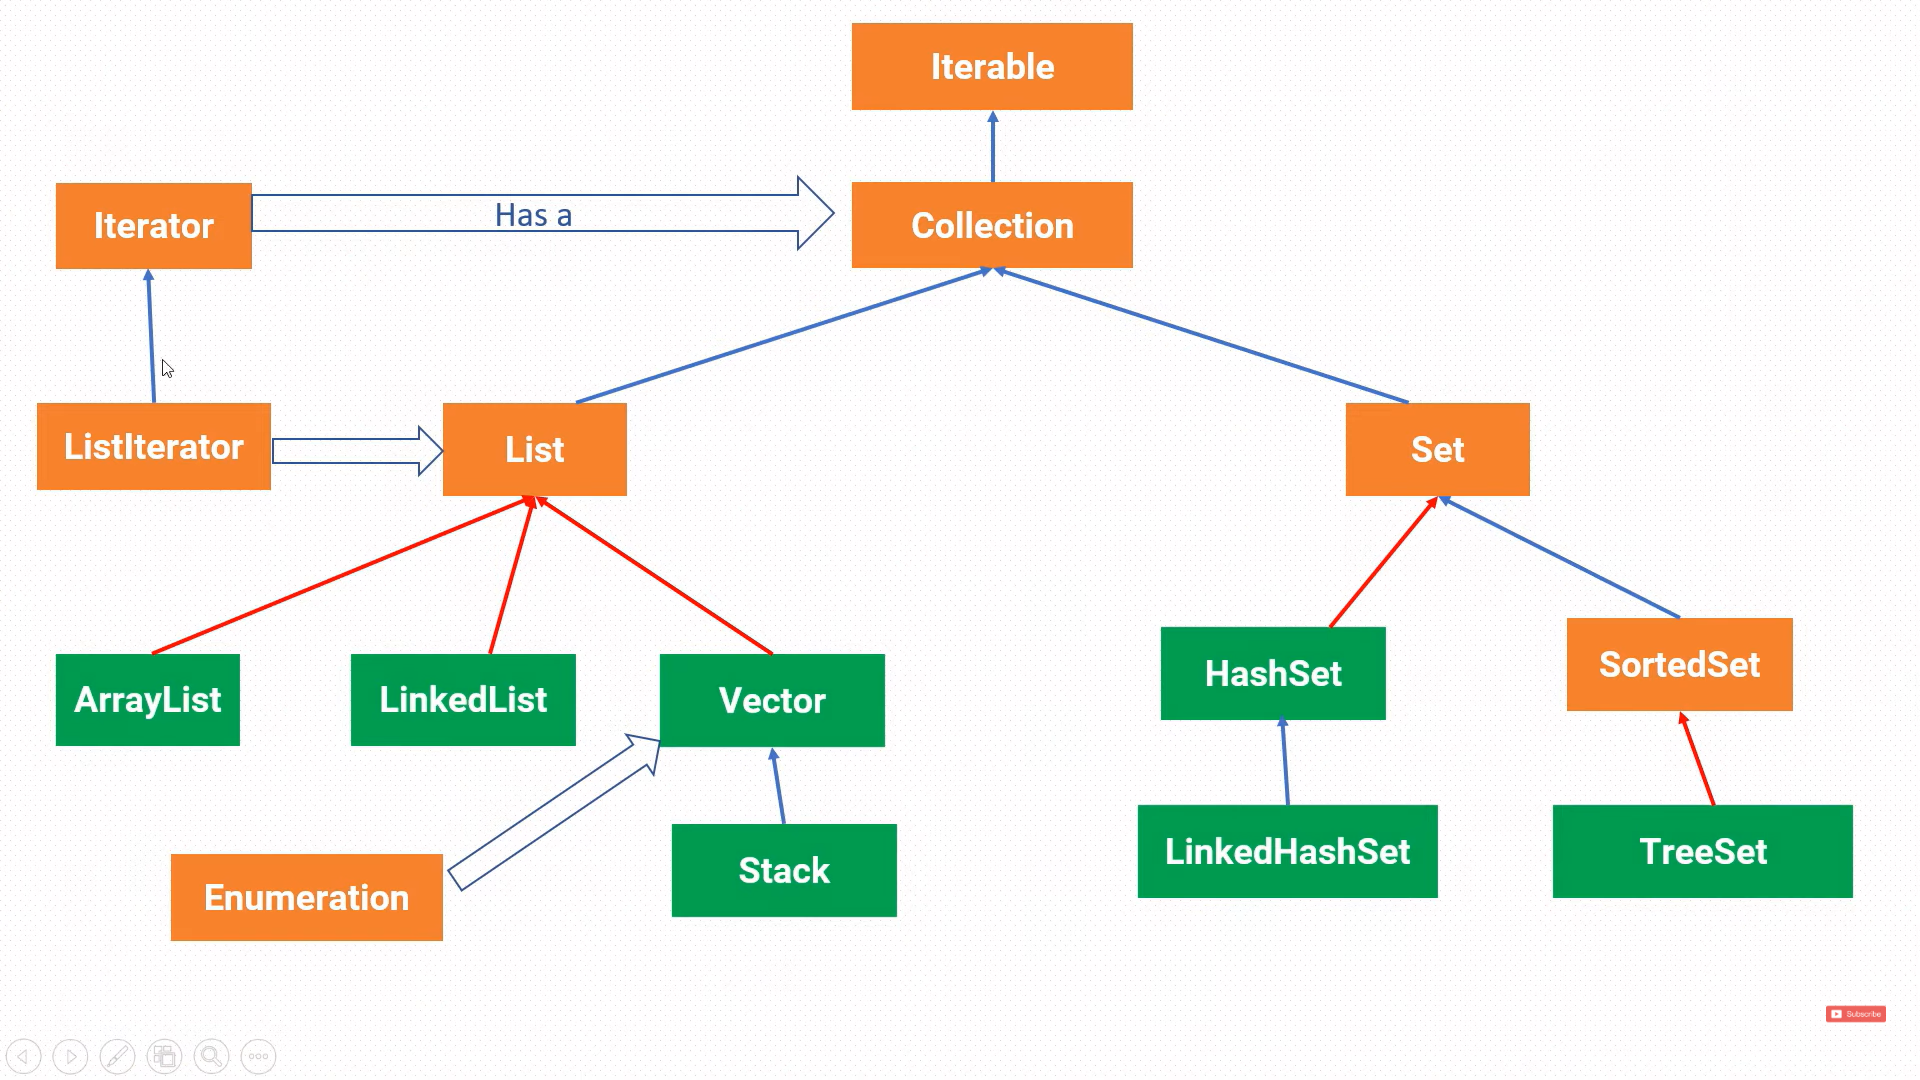 Iterable
Iterator
Has a
Collection
ListIterator
List
Set
ArrayList
LinkedList
Vector
HashSet
SortedSet
Enumeration
Stack
LinkedHashSet
TreeSet
Subscribe